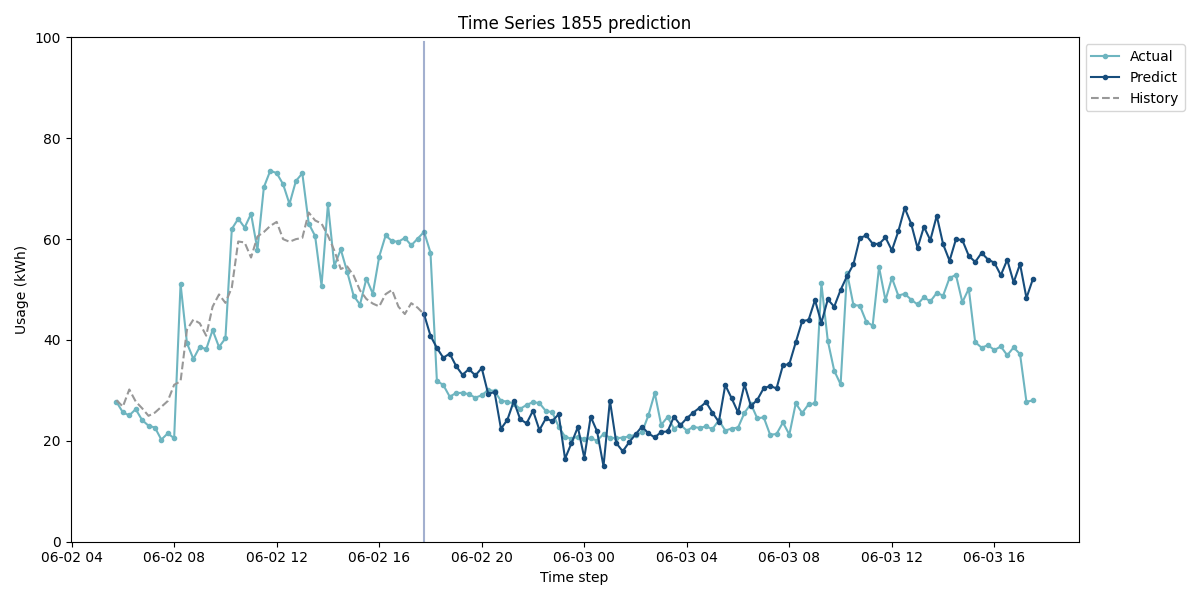 Time Series 1855 prediction
100
80
60
40
20
0
Usage (kWh)
06-02 04
06-02 08
06-02 12
06-02 16
06-02 20
06-03 00
06-03 04
06-03 08
06-03 12
06-03 16
Time step
Actual
Predict
History